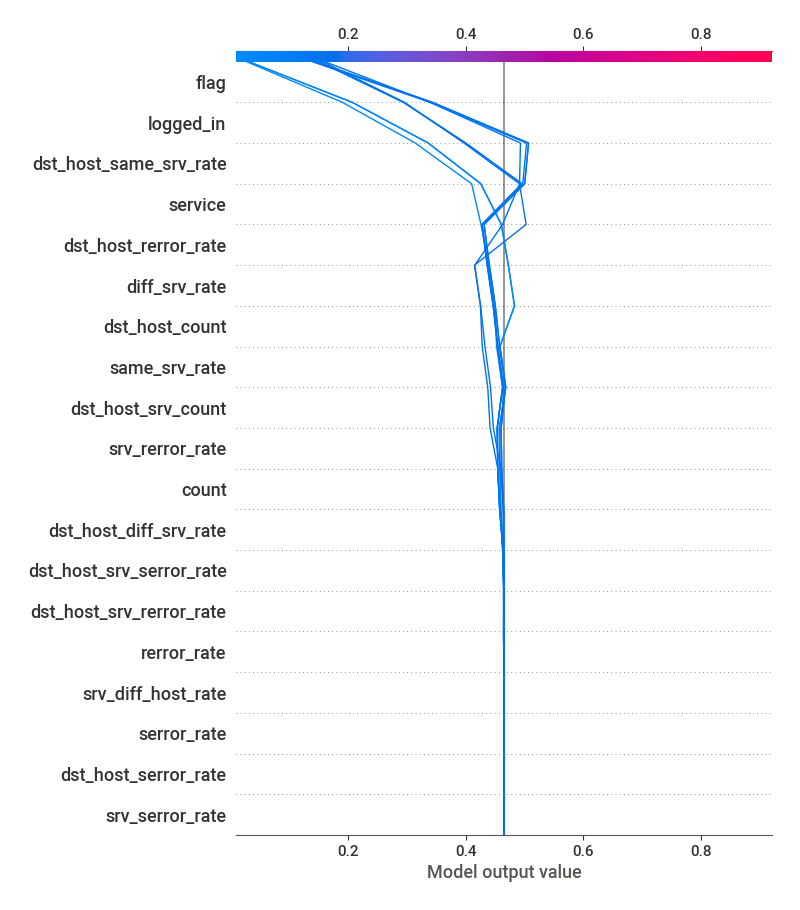 0.2 0.4 0.6 0.8
flag
logged_in
dst_host_same_srv_rate
service
dst_host_rerror_rate
diff_srv_rate
dst_host_count
same_srv_rate
dst_host_srv_count
srv_rerror_rate
count
dst_host_diff_srv_rate
dst_host_srv_serror_rate
dst_host_srv_rerror_rate
rerror_rate
srv_diff_host_rate
serror_rate
dst_host_serror_rate
srv_serror_rate
0.2 0.4 0.6 0.8
Model output value